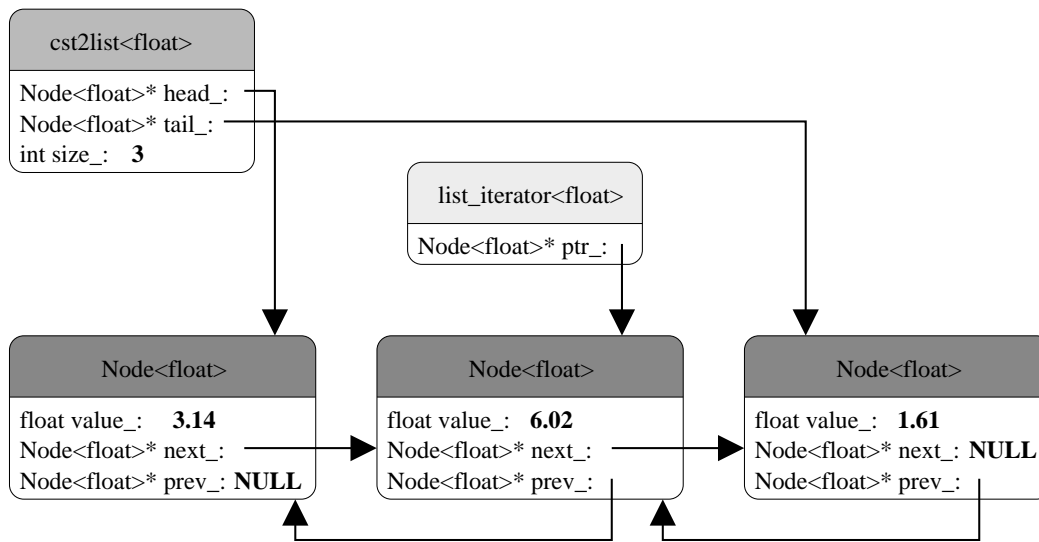 cst2list<float>
Node<float>* head_:
Node<float>* tail_:
int size_: 3
list_iterator<float>
Node<float>* ptr_:
Node<float>
float value_: 3.14
Node<float>* next_:
Node<float>* prev_: NULL
Node<float>
float value_: 6.02
Node<float>* next_:
Node<float>* prev_:
Node<float>
float value_: 1.61
Node<float>* next_: NULL
Node<float>* prev_: